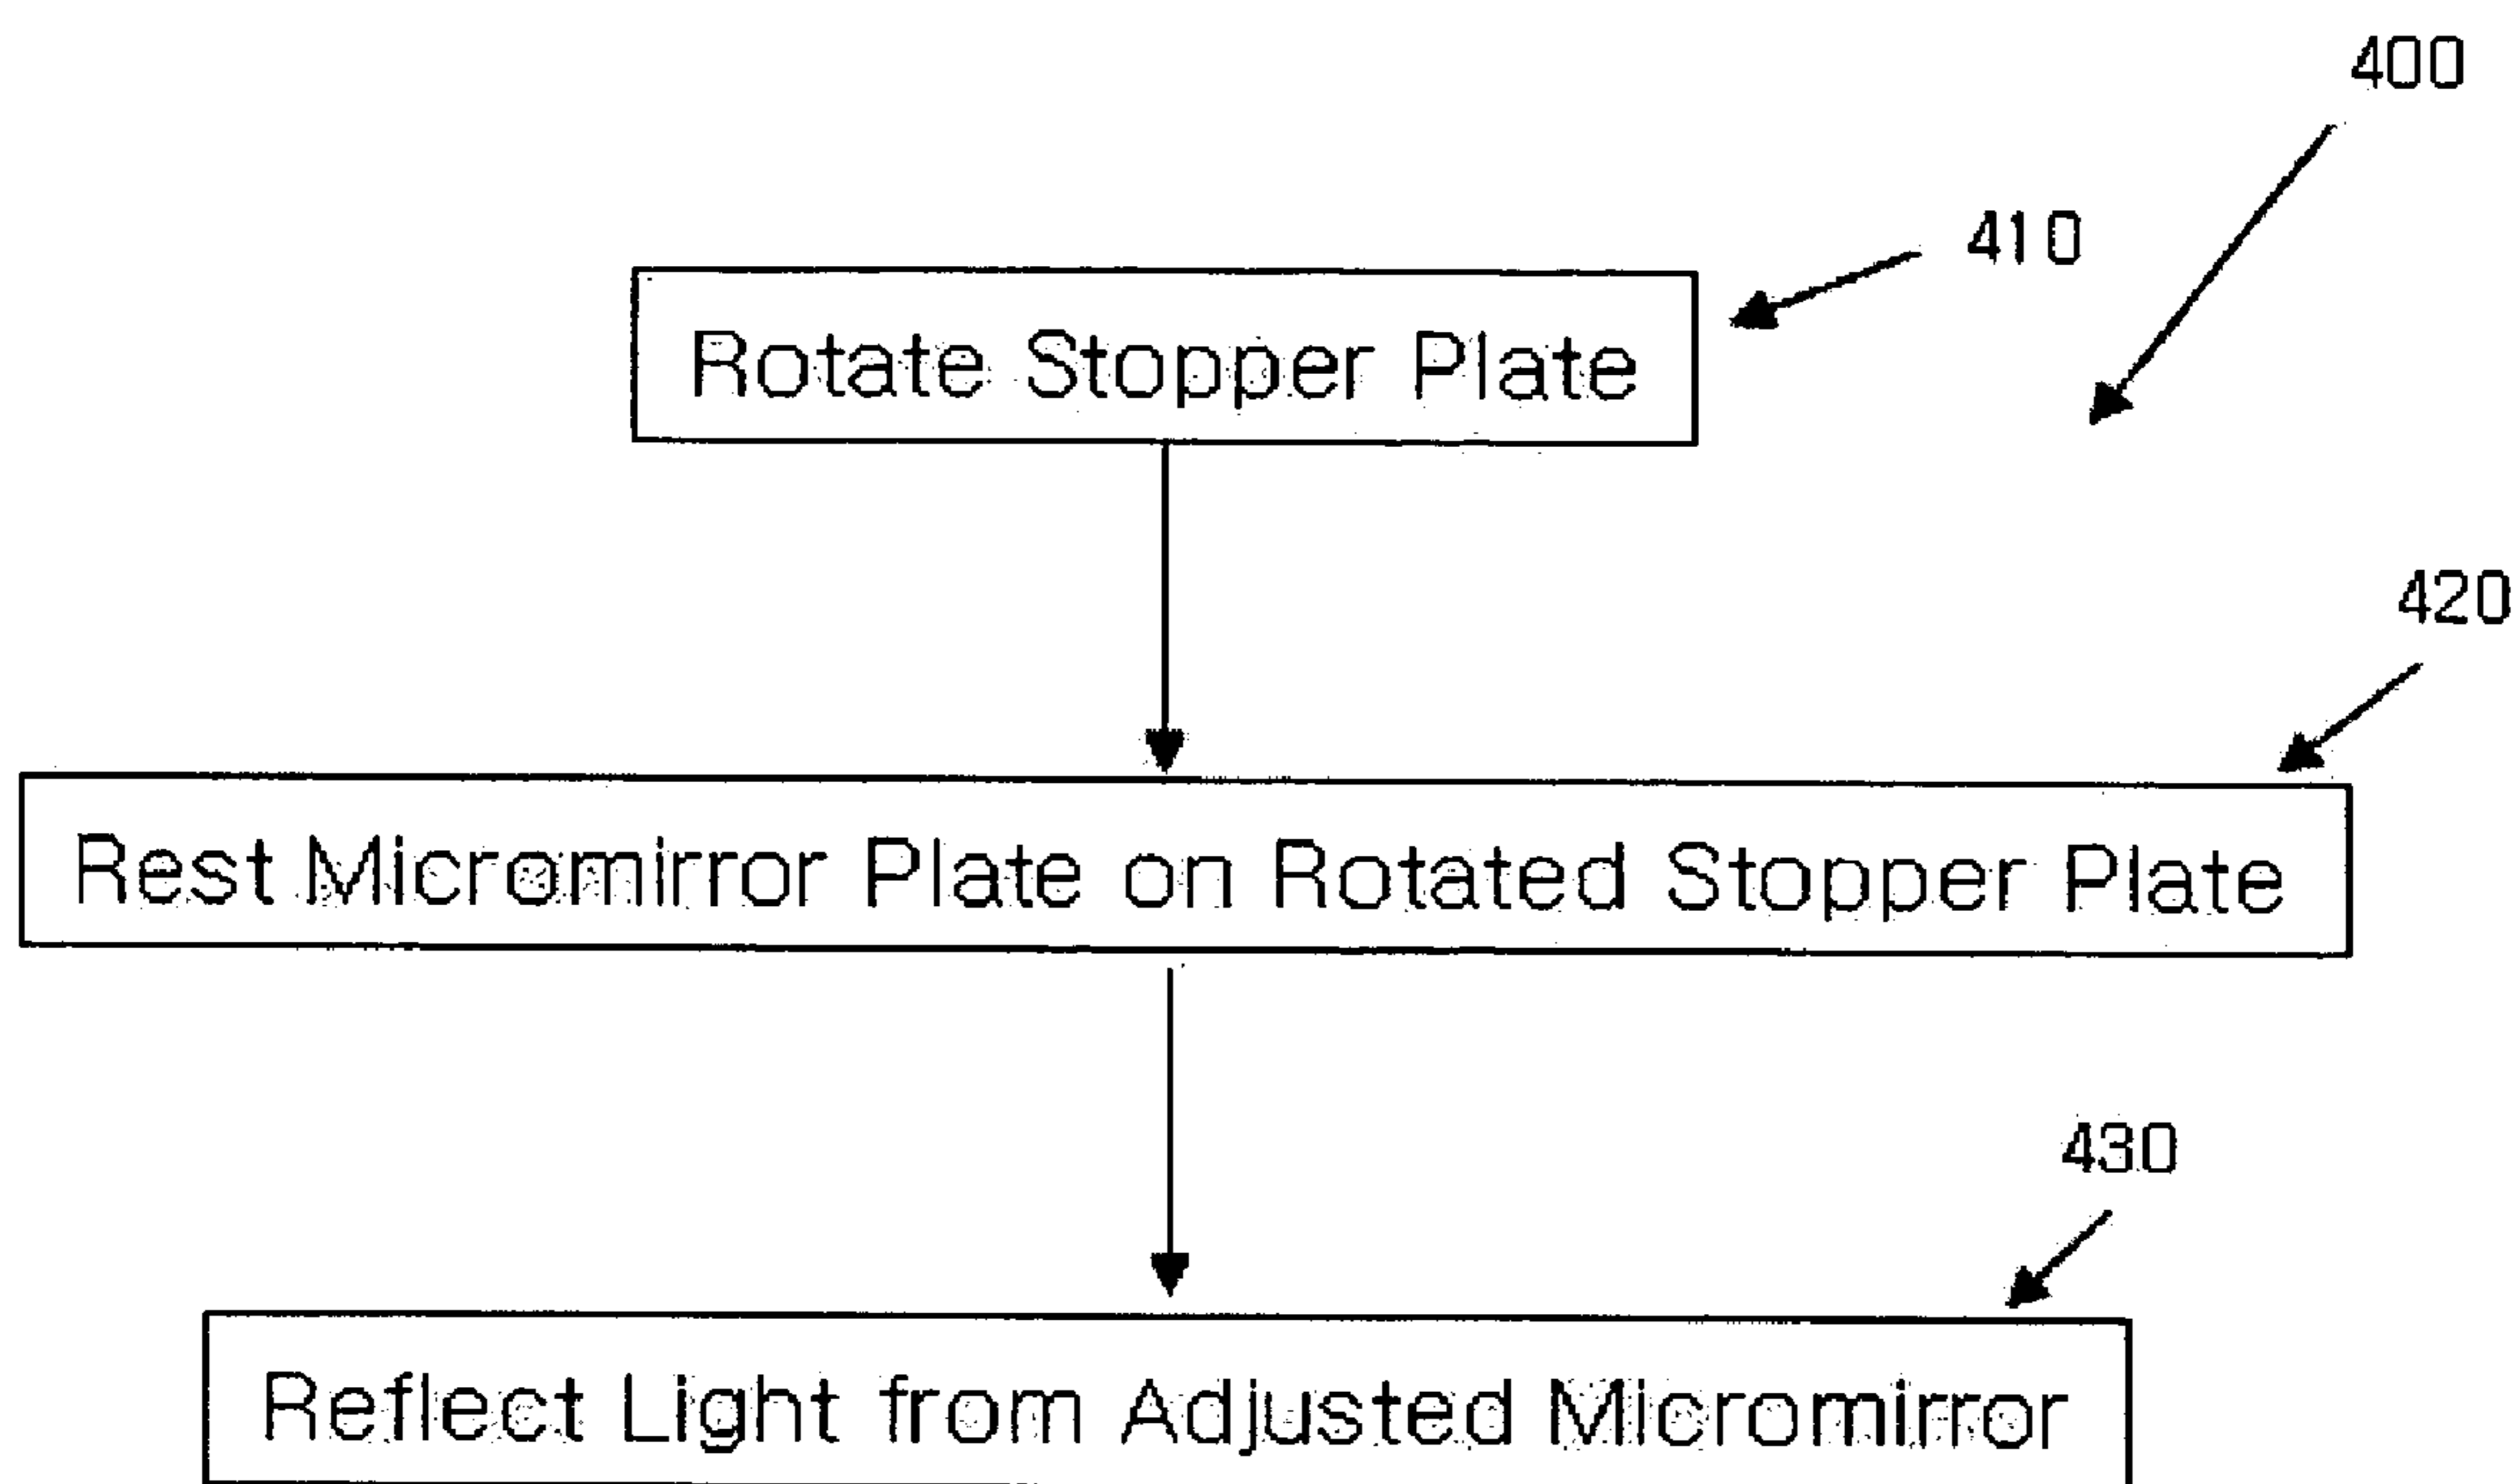 400
410
Rotate Stopper Plate
420
Rest Micromirror Plate on Rotated Stopper Plate
430
Reflect Light from Adjusted Micromirror